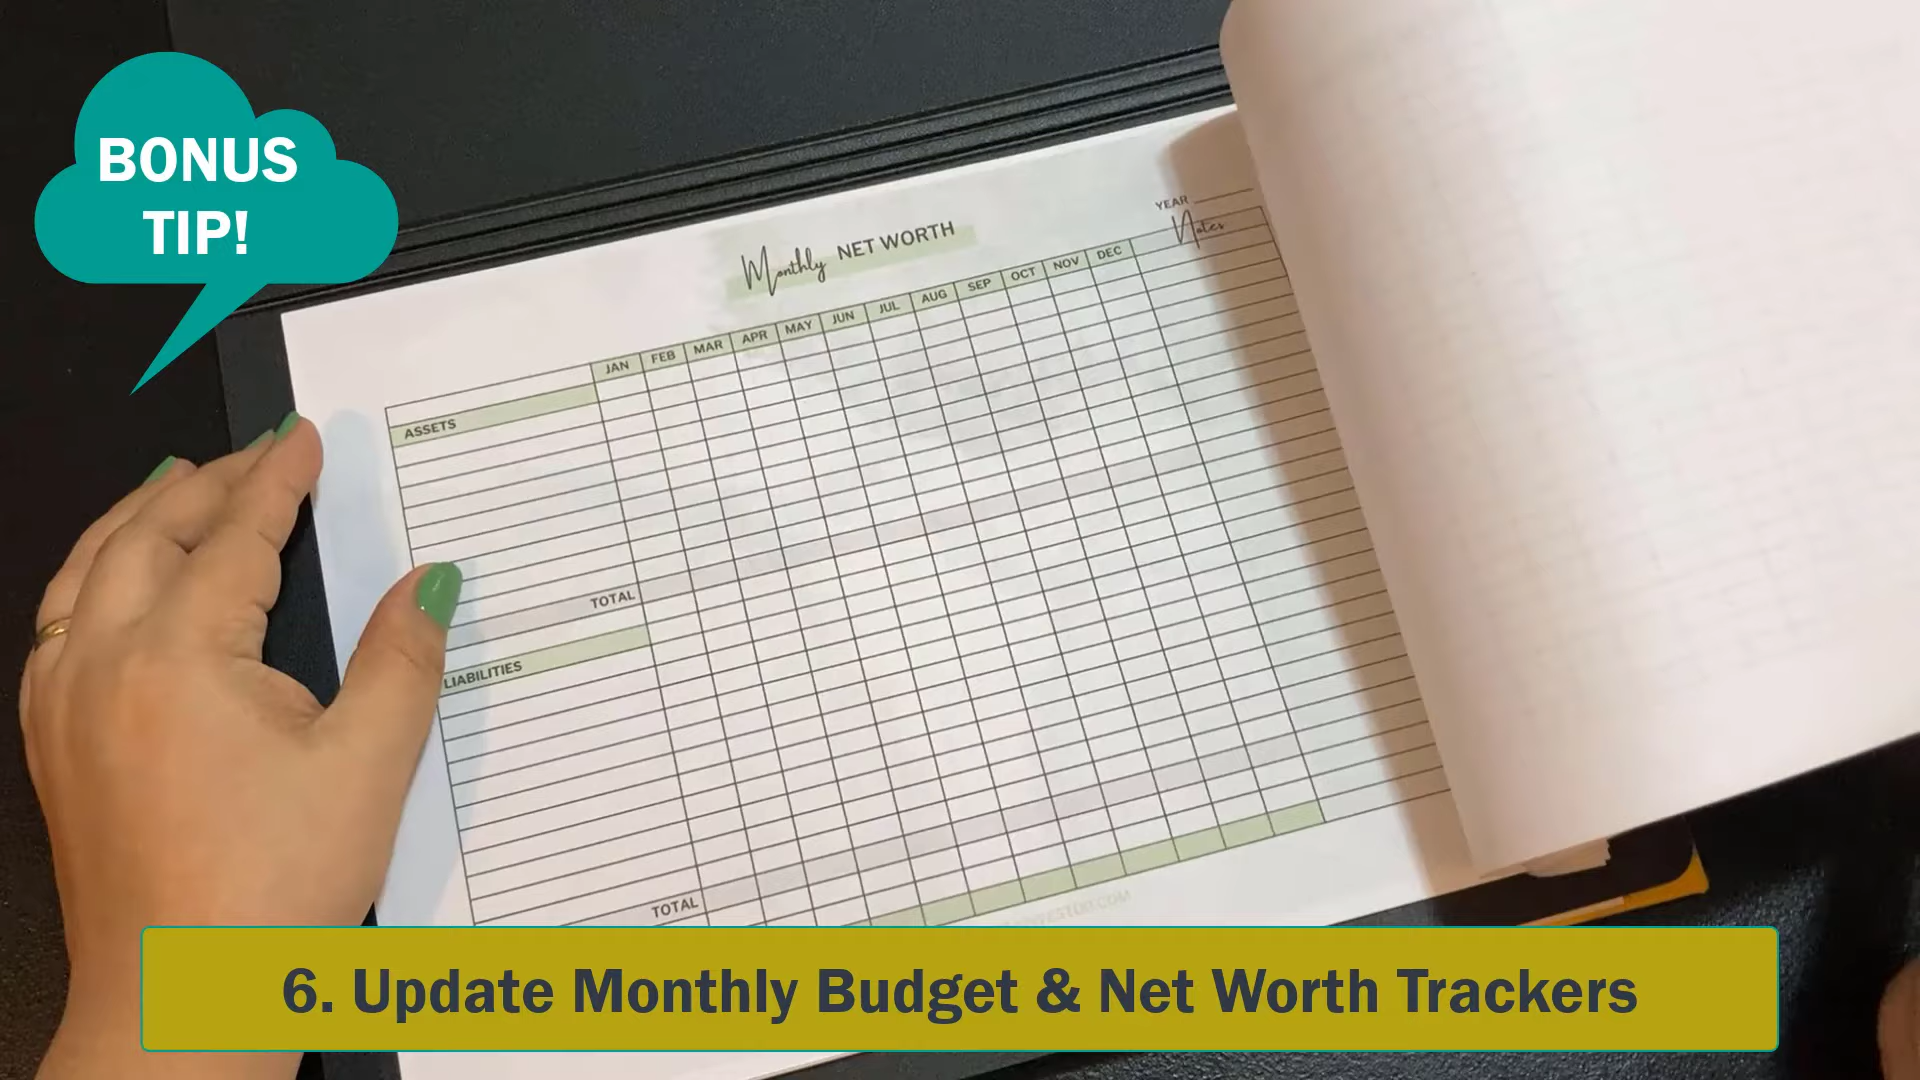 BONUS
TIP!
YEAR
Monthly NET WORTH
Notes
JAN FEB MAR APR MAY JUN JUL AUG SEP OCT NOV DEC
ASSETS
TOTAL
LIABILITIES
TOTAL
6. Update Monthly Budget & Net Worth Trackers